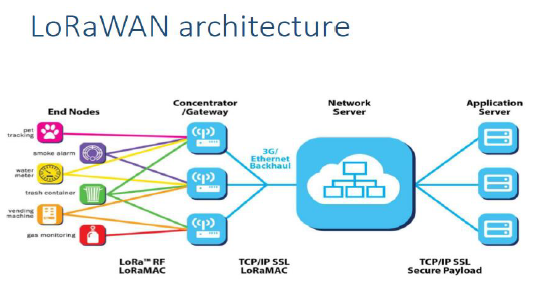 LoRaWAN architecture
End Nodes
Concentrator
/Gateway
Network
Server
Application
Server
pet
tracking
smoke alarm
water
meter
trash container
vending
machine
gas monitoring
3G/
Ethernet
Backhaul
LoRa™ RF
LoRaMAC
TCP/IP SSL
LoRaMAC
TCP/IP SSL
Secure Payload